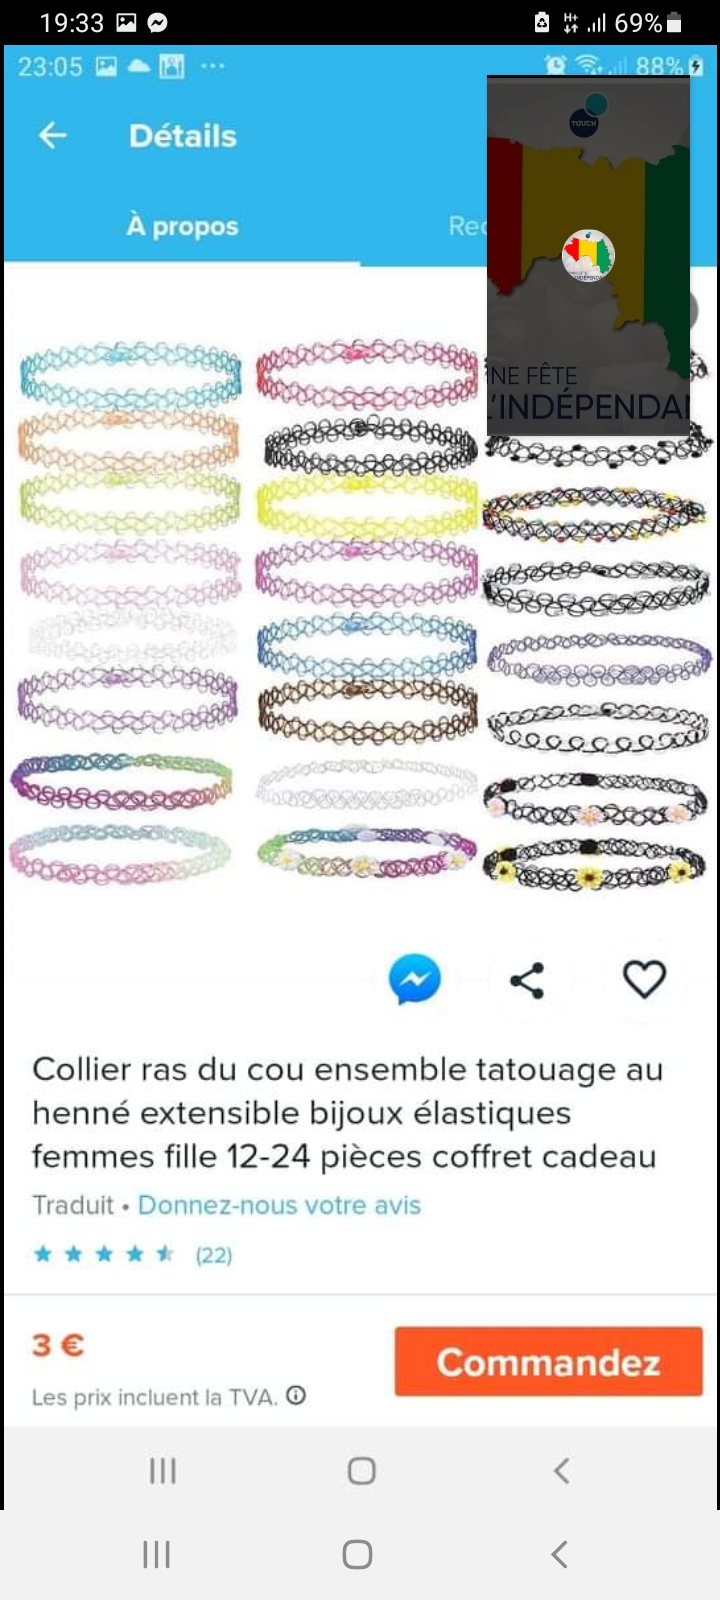 19:33 69%
23:05 88%
Détails
TOUCH
À propos
NE FÊTE
'INDÉPENDA
Collier ras du cou ensemble tatouage au
henné extensible bijoux élastiques
femmes fille 12-24 pièces coffret cadeau
Traduit • Donnez-nous votre avis
(22)
3 €
Commandez
Les prix incluent la TVA.